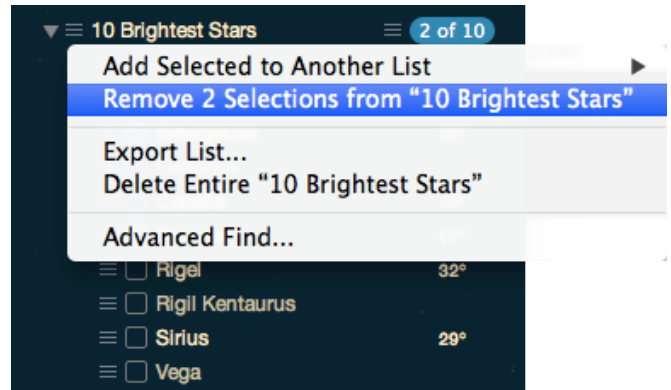 10 Brightest Stars 2 of 10
Add Selected to Another List
Remove 2 Selections from “10 Brightest Stars”
Export List...
Delete Entire “10 Brightest Stars”
Advanced Find...
Rigel 32°
Rigil Kentaurus
Sirius 29°
Vega